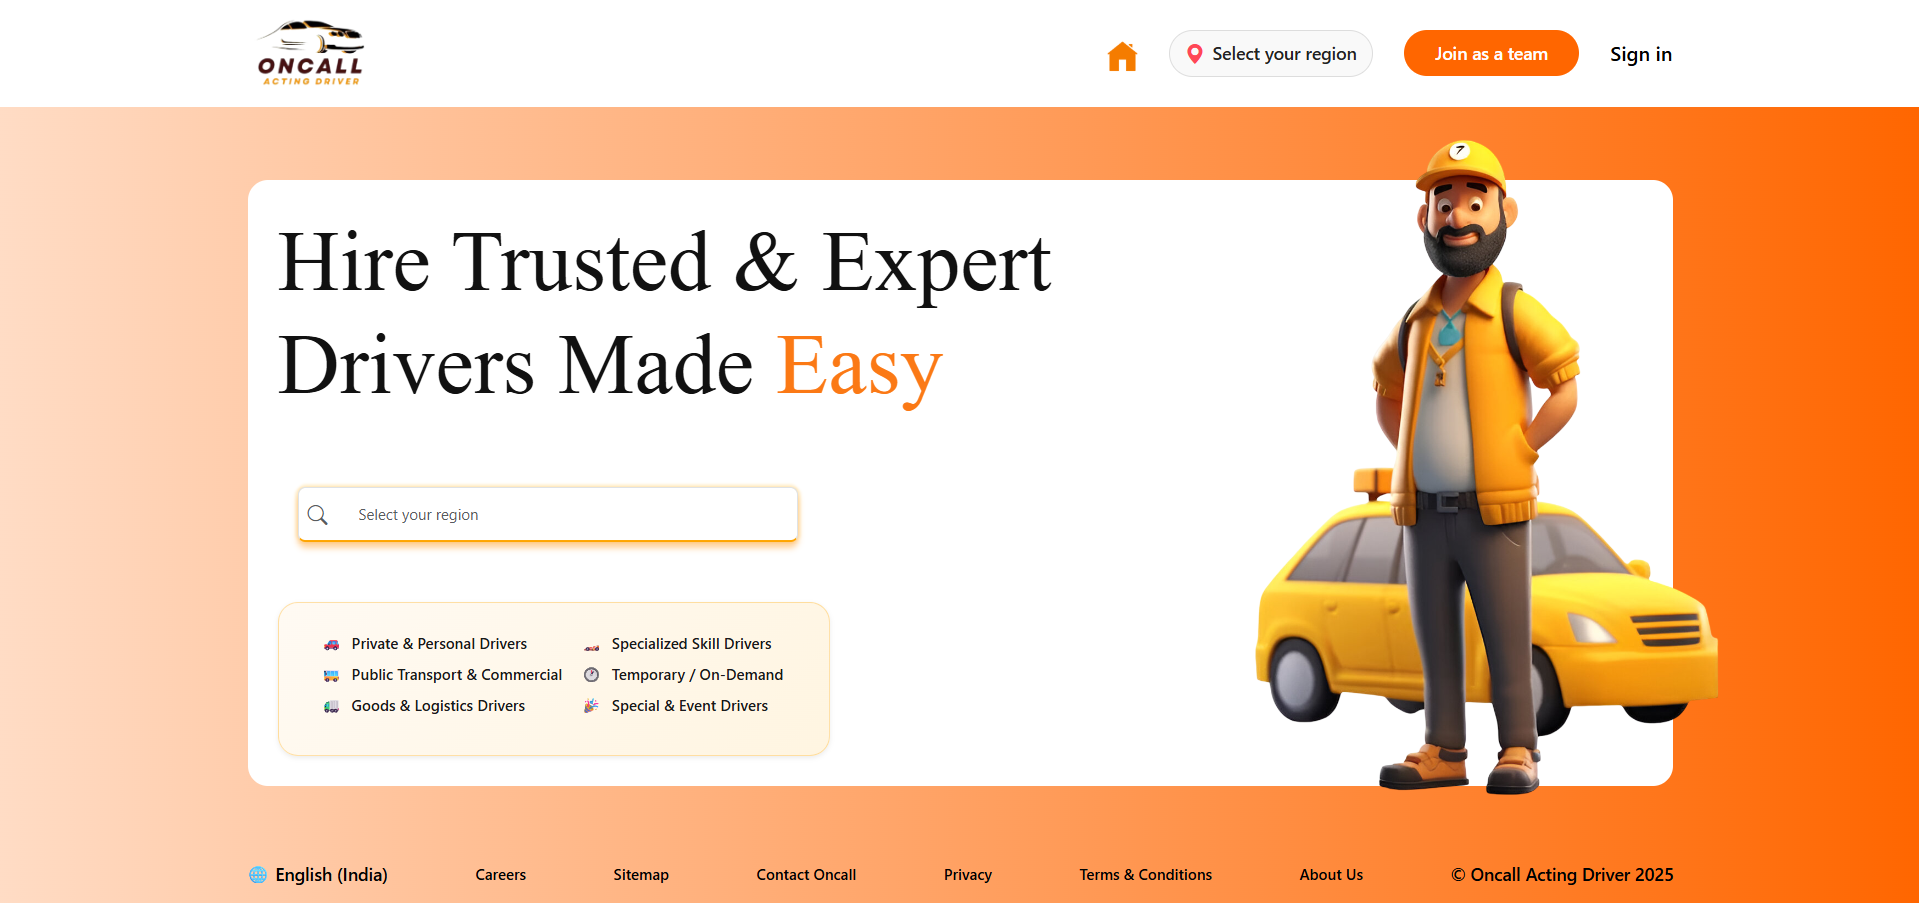 ONCALL
ACTING DRIVER
Select your region
Join as a team
Sign in
7
Hire Trusted & Expert
Drivers Made Easy
Select your region
Private & Personal Drivers
Specialized Skill Drivers
Public Transport & Commercial
Temporary / On-Demand
Goods & Logistics Drivers
Special & Event Drivers
English (India)
Careers
Sitemap
Contact Oncall
Privacy
Terms & Conditions
About Us
© Oncall Acting Driver 2025